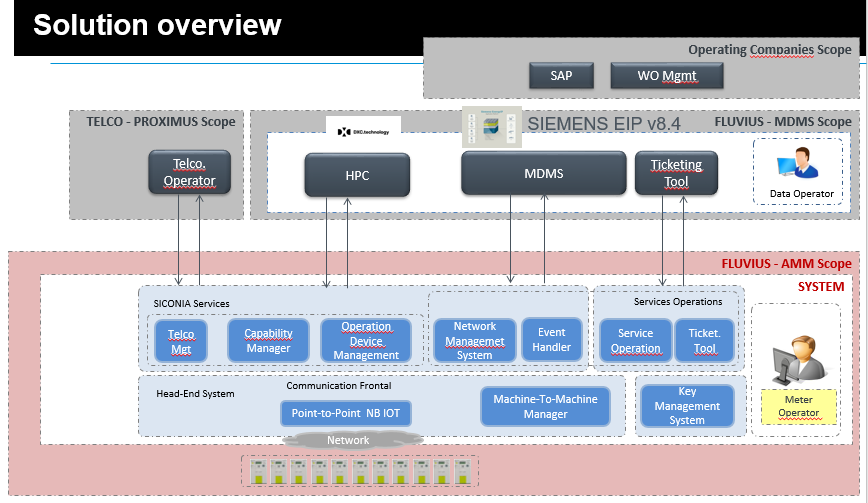 Solution overview
Operating Companies Scope
SAP
WO Mgmt
TELCO - PROXIMUS Scope
DXC.technology
SIEMENS EIP v8.4
FLUVIUS - MDMS Scope
Telco.
Operator
HPC
MDMS
Ticketing
Tool
Data Operator
FLUVIUS - AMM Scope
SYSTEM
SICONIA Services
Services Operations
Telco
Mgt
Capability
Manager
Operation
Device
Management
Network
Managemet
System
Event
Handler
Service
Operation
Ticket.
Tool
Head-End System
Communication Frontal
Point-to-Point NB IOT
Machine-To-Machine
Manager
Key
Management
System
Meter
Operator
Network